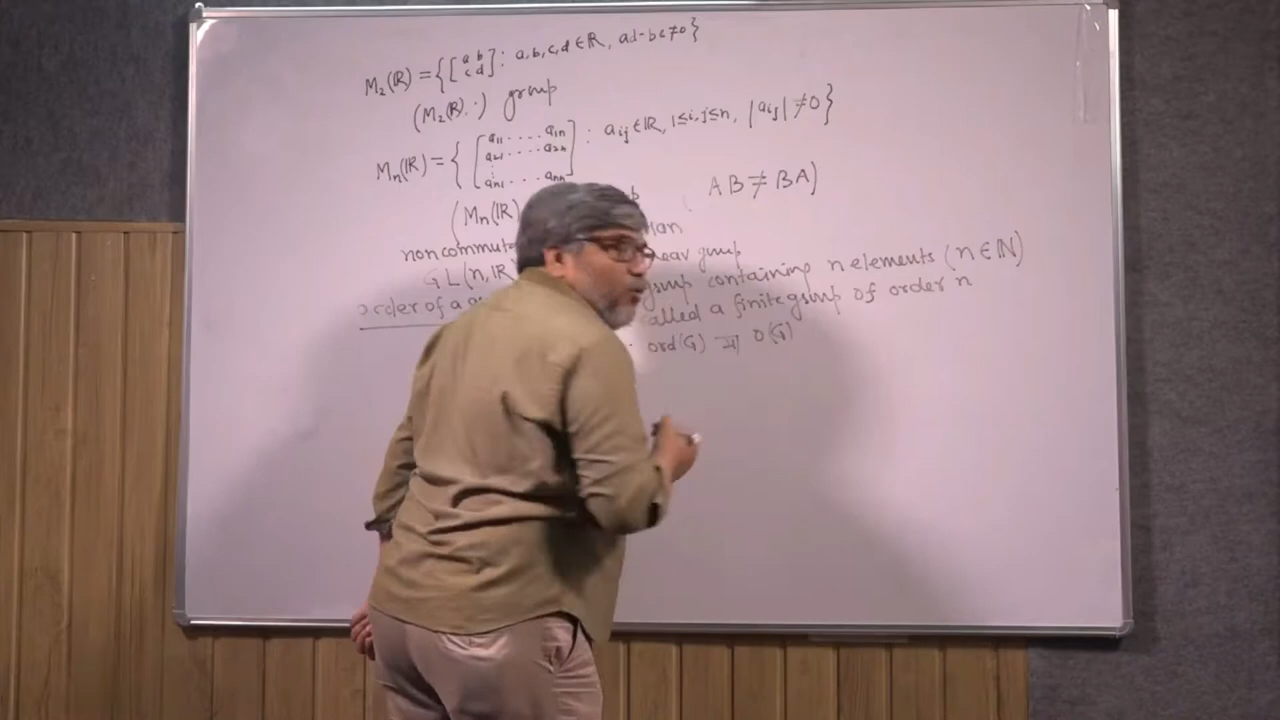 M₂(ℝ) = { [a b c d] : a, b, c, d ∈ ℝ, ad-bc ≠ 0 }
(M₂(ℝ), ·) group
Mₙ(ℝ) = { [a₁₁ .... a₁ₙ
a₂₁ .... a₂ₙ
⋮
aₙ₁ ... aₙₙ] : aᵢⱼ ∈ ℝ, 1≤i,j≤n, |aᵢⱼ| ≠ 0 }
(Mₙ(ℝ) AB ≠ BA)
noncommut
GL(n, ℝ group
order of a group containing n elements (n ∈ ℕ)
called a finite group of order n
ord(G) या o(G)